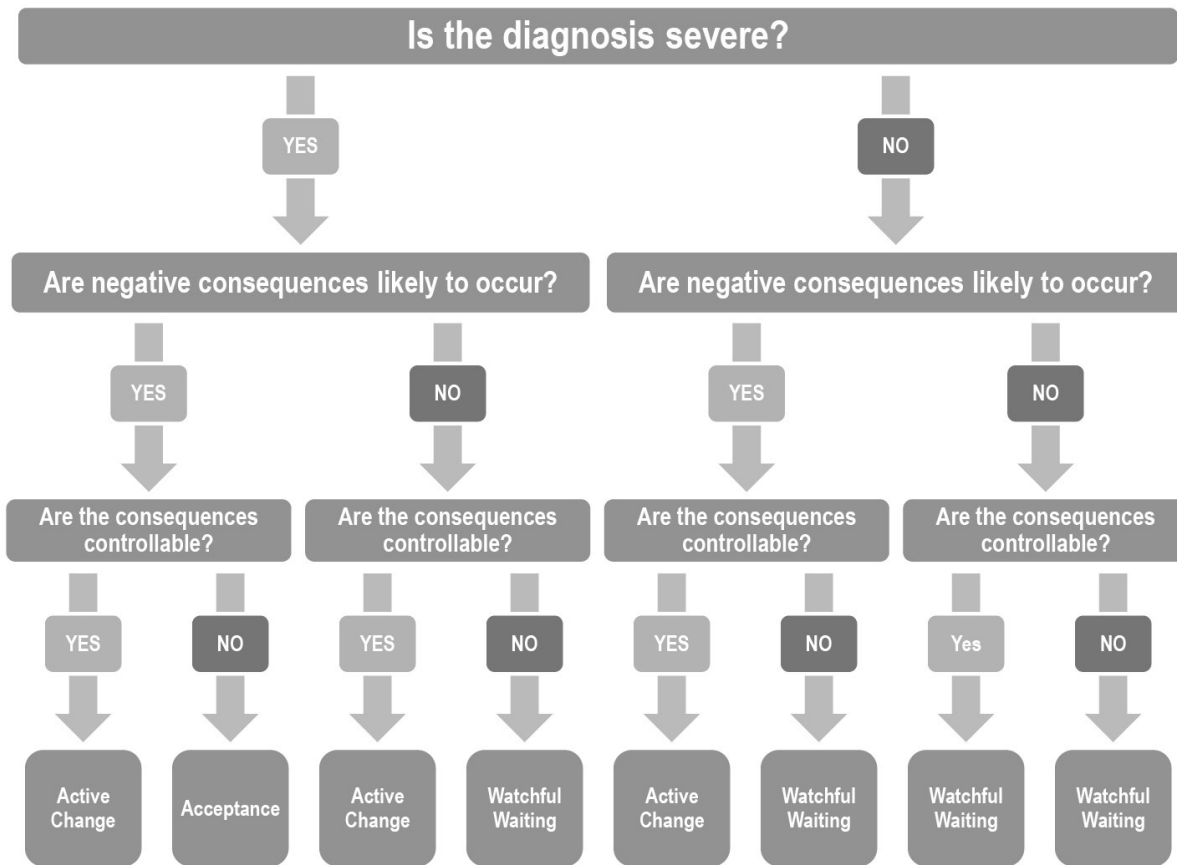 Is the diagnosis severe?
YES
NO
Are negative consequences likely to occur?
Are negative consequences likely to occur?
YES
NO
YES
NO
Are the consequences
controllable?
Are the consequences
controllable?
Are the consequences
controllable?
Are the consequences
controllable?
YES
NO
YES
NO
YES
NO
Yes
NO
Active
Change
Acceptance
Active
Change
Watchful
Waiting
Active
Change
Watchful
Waiting
Watchful
Waiting
Watchful
Waiting